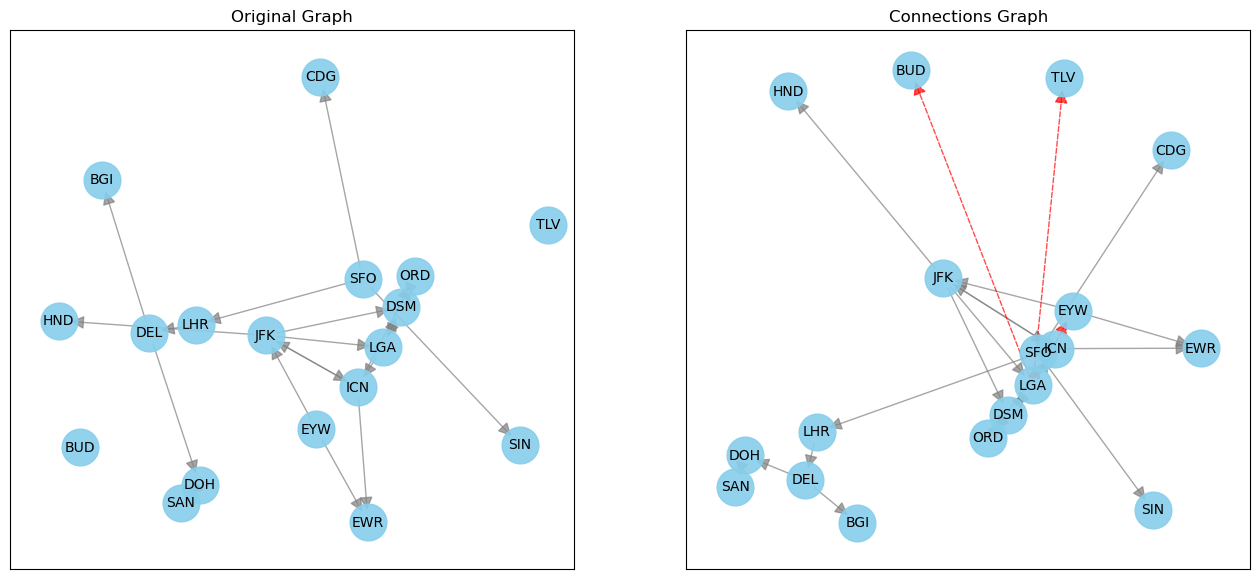 Original Graph
CDG
BGI
TLV
SFO
ORD
DSM
HND
DEL
LHR
JFK
LGA
ICN
EYW
BUD
SIN
DOH
SAN
EWR
Connections Graph
BUD
TLV
HND
CDG
JFK
EYW
SFO
ICN
EWR
LGA
DSM
LHR
ORD
DOH
DEL
SAN
SIN
BGI